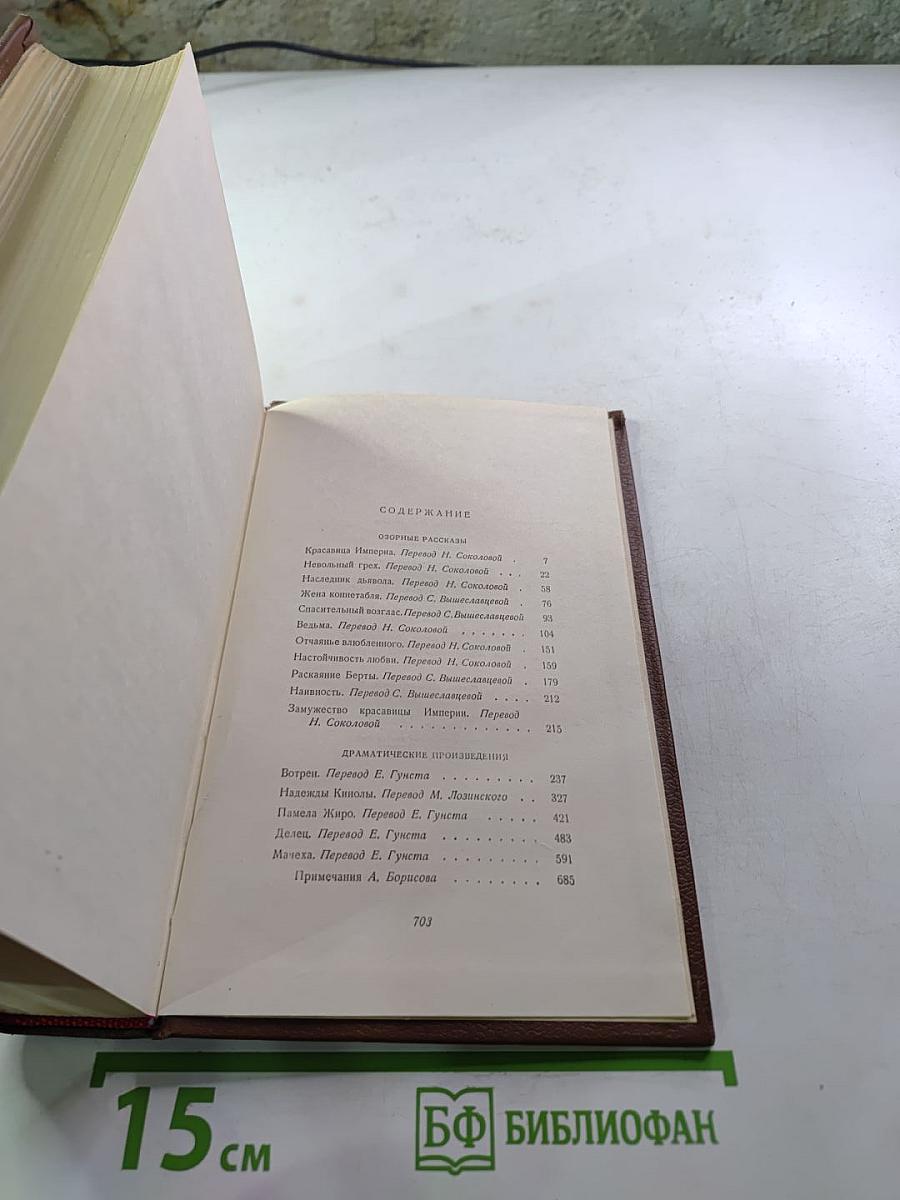 СОДЕРЖАНИЕ
ОЗОРНЫЕ РАССКАЗЫ
Красавица Империа. Перевод Н. Соколовой . 7
Невольный грех. Перевод Н. Соколовой . . . 22
Наследник дьявола. Перевод Н. Соколовой . 58
Жена коннетабля. Перевод С. Вышеславцевой . 76
Спасительный возглас. Перевод С. Вышеславцевой 93
Ведьма. Перевод Н. Соколовой . . . . . . . 104
Отчаянье влюбленного. Перевод Н. Соколовой . 151
Настойчивость любви. Перевод Н. Соколовой . 159
Раскаяние Берты. Перевод С. Вышеславцевой . 179
Наивность. Перевод С. Вышеславцевой . . . . 212
Замужество красавицы Империи. Перевод
Н. Соколовой . . . . . . . . . . . . . 215
ДРАМАТИЧЕСКИЕ ПРОИЗВЕДЕНИЯ
Вотрен. Перевод Е. Гунста . . . . . . . . . 237
Надежды Кинолы. Перевод М. Лозинского . . 327
Памела Жиро. Перевод Е. Гунста . . . . . 421
Делец. Перевод Е. Гунста . . . . . . . . . 483
Мачеха. Перевод Е. Гунста . . . . . . . . . 591
Примечания А. Борисова . . . . . . . . 685
703
15 см
БФ БИБЛИОФАН